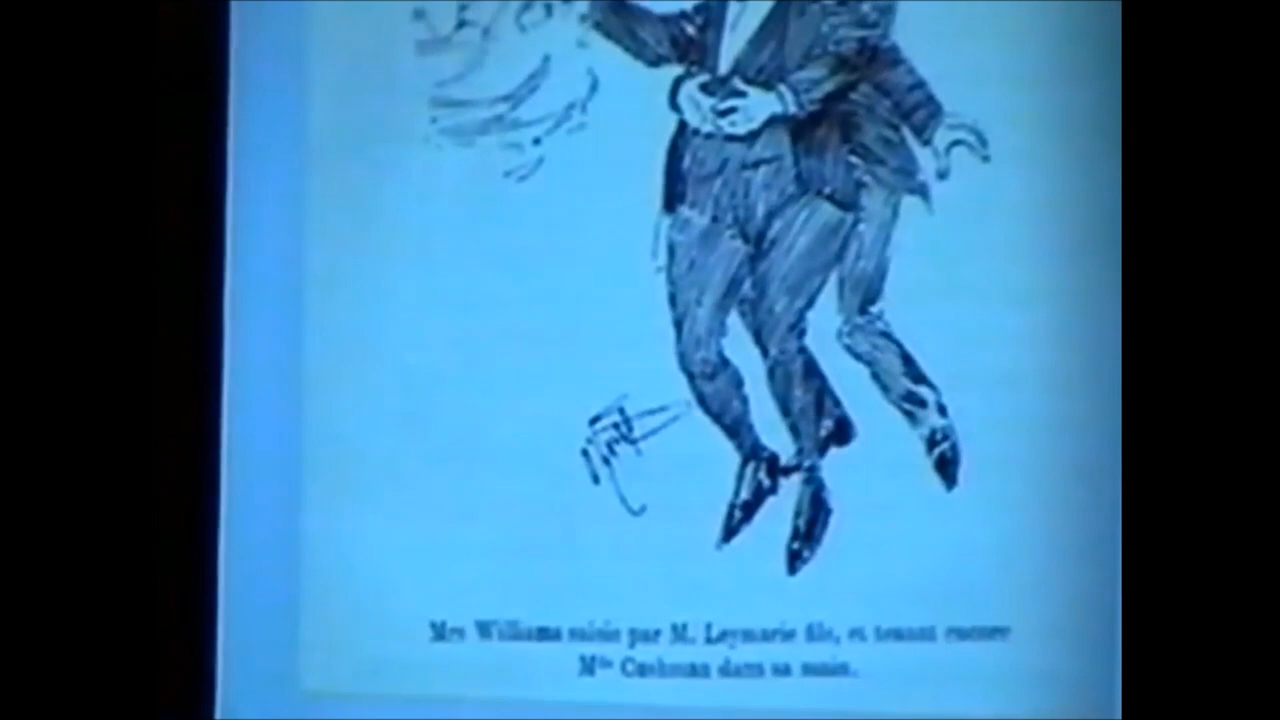 Mrs Williams saisie par M. Leymarie fils, et tenant encore
Mlle Cushman dans sa main.